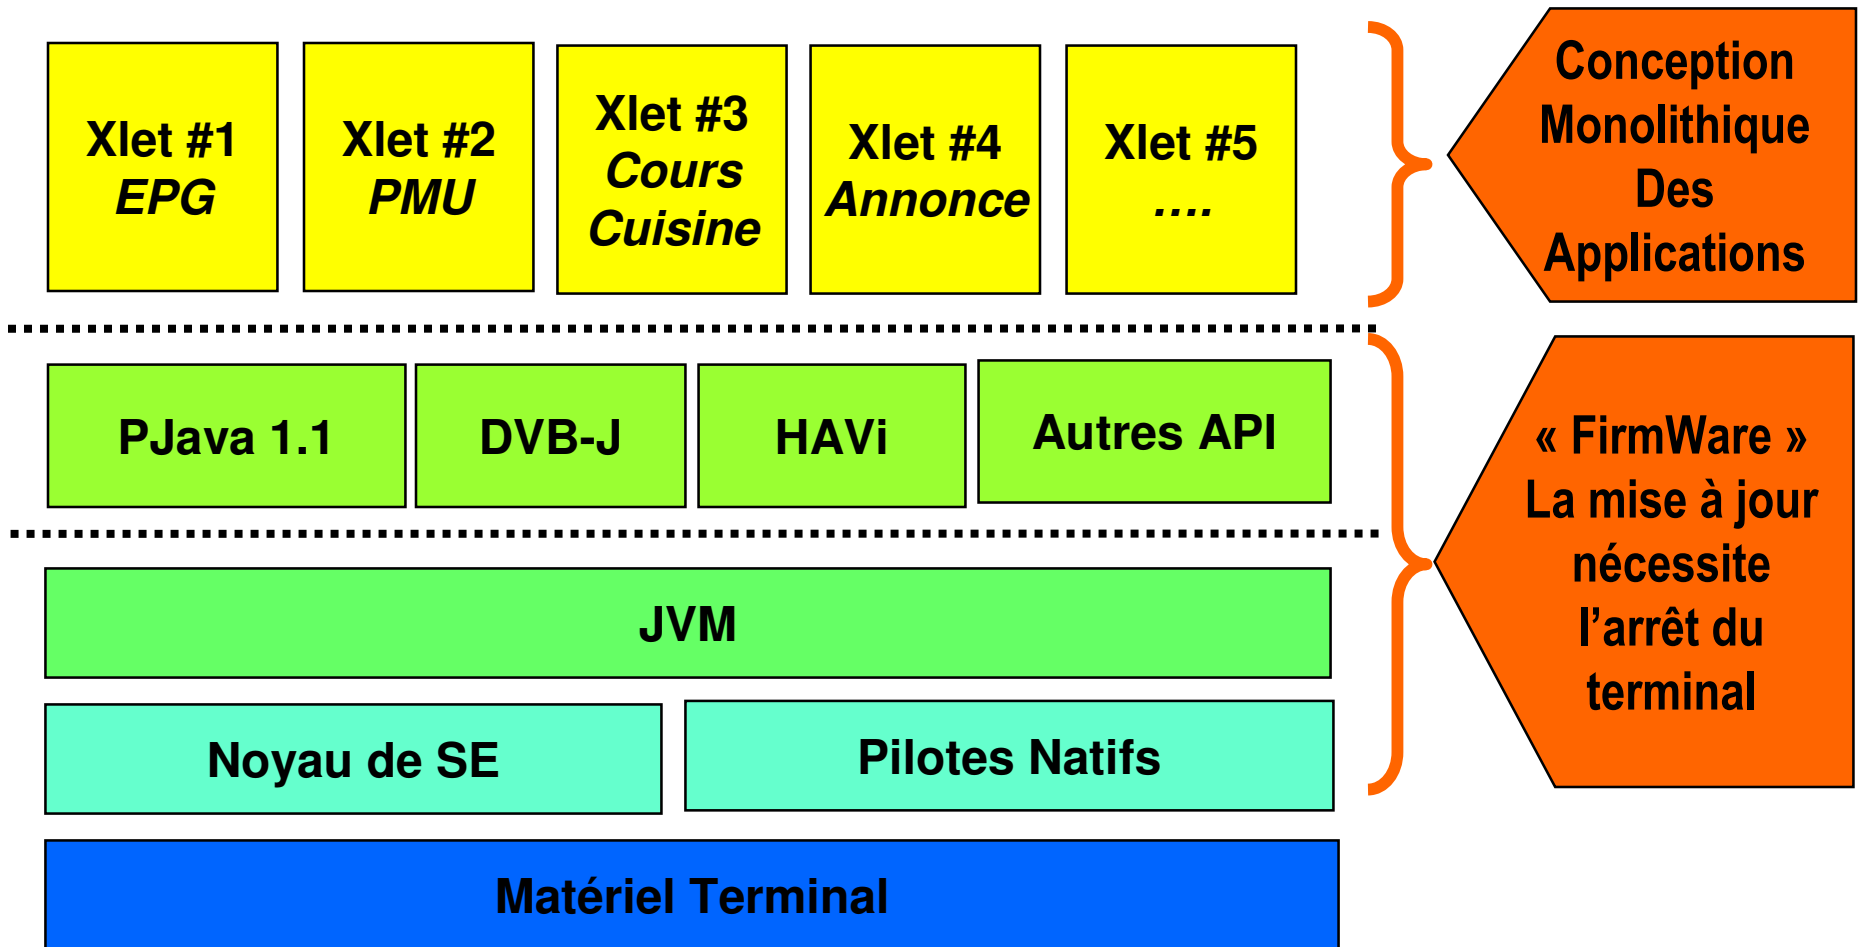 Xlet #1
EPG
Xlet #2
PMU
Xlet #3
Cours
Cuisine
Xlet #4
Annonce
Xlet #5
....
Conception
Monolithique
Des
Applications
PJava 1.1
DVB-J
HAVi
Autres API
« FirmWare »
La mise à jour
nécessite
l’arrêt du
terminal
JVM
Noyau de SE
Pilotes Natifs
Matériel Terminal